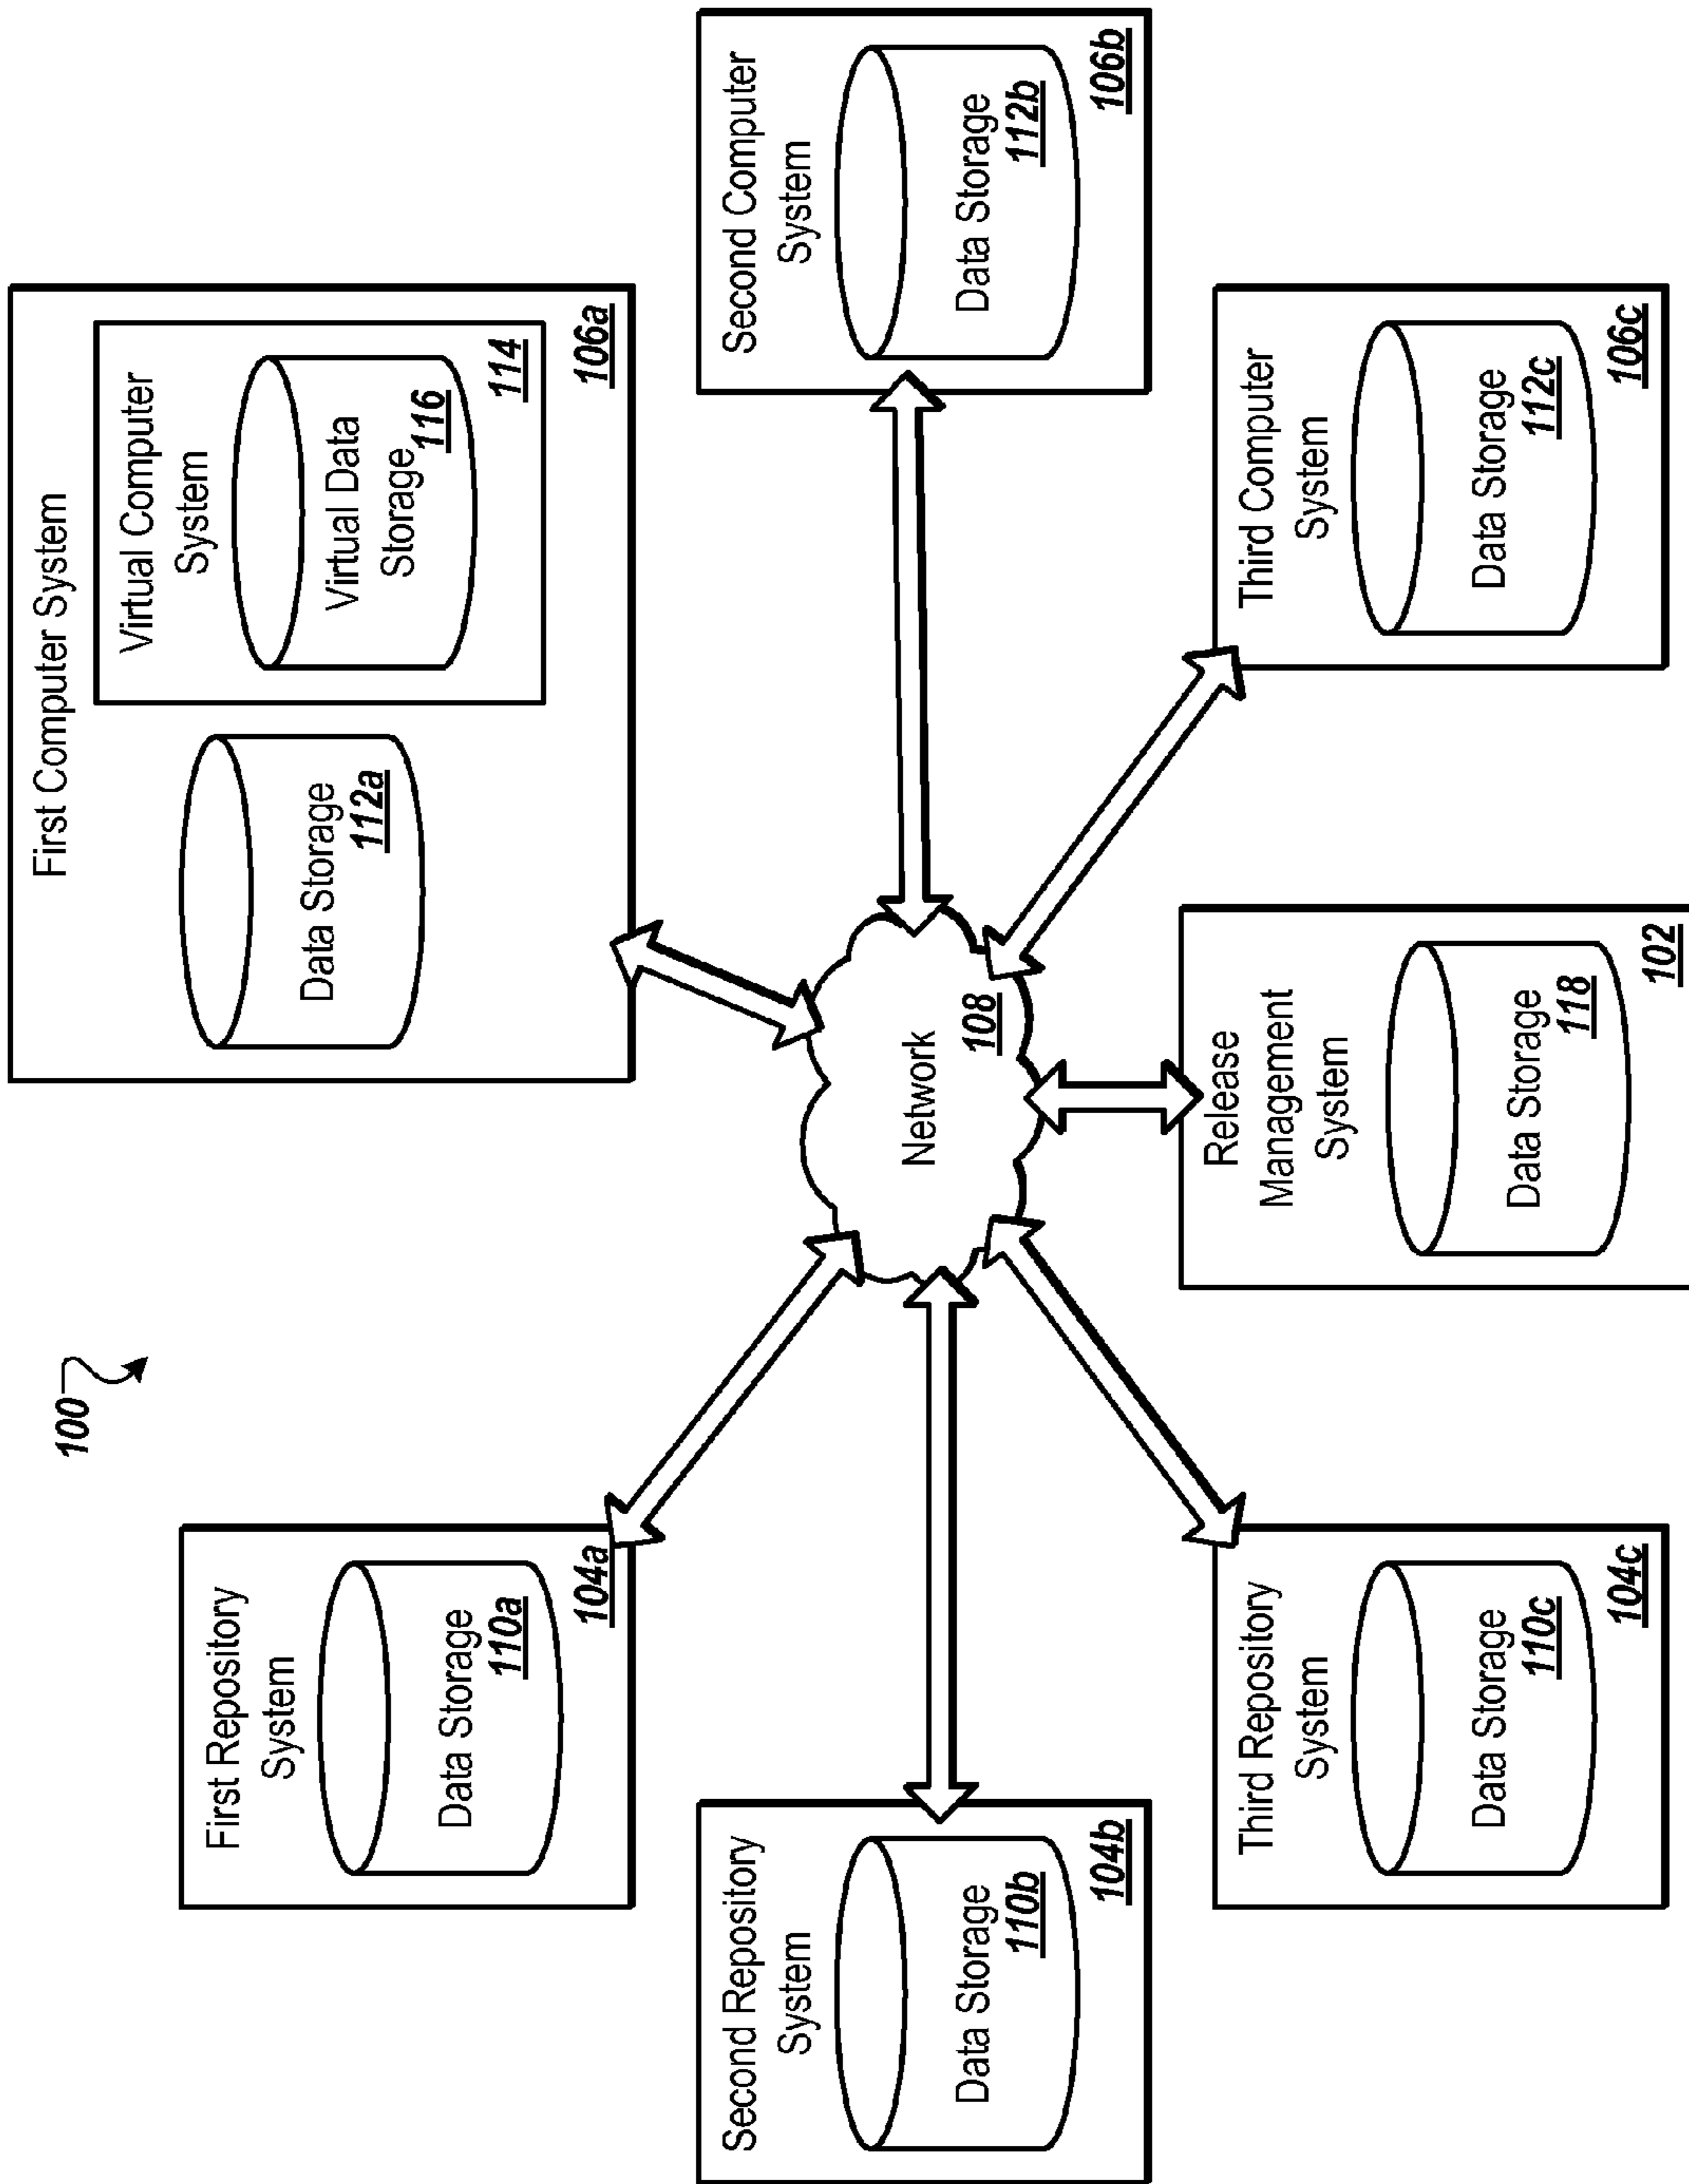 100
First Repository
System
Data Storage
110a
104a
Second Repository
System
Data Storage
110b
104b
Third Repository
System
Data Storage
110c
104c
Network
108
Release
Management
System
Data Storage
118
102
First Computer System
Data Storage
112a
Virtual Computer
System
Virtual Data
Storage
116
114
106a
Second Computer
System
Data Storage
112b
106b
Third Computer
System
Data Storage
112c
106c